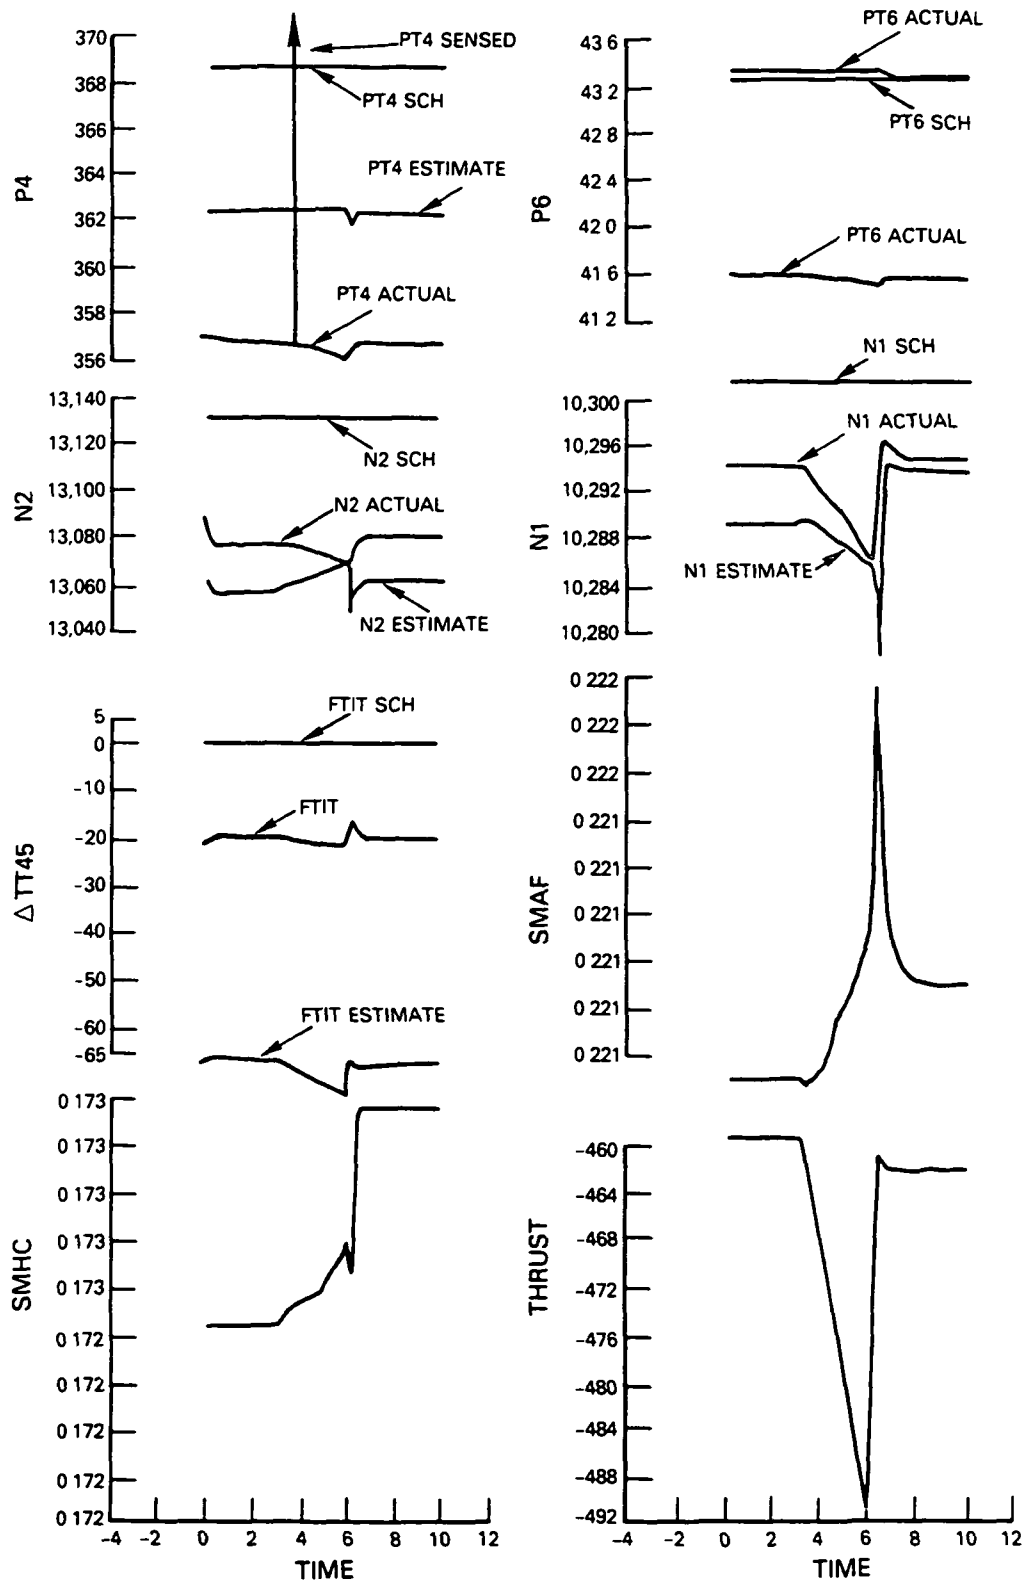 370
368
366
364
362
360
358
356
P4
PT4 SENSED
PT4 SCH
PT4 ESTIMATE
PT4 ACTUAL
13,140
13,120
13,100
13,080
13,060
13,040
N2
N2 SCH
N2 ACTUAL
N2 ESTIMATE
5
0
-10
-20
-30
-40
-50
-60
-65
Δ TT45
FTIT SCH
FTIT
FTIT ESTIMATE
0 173
0 173
0 173
0 173
0 173
0 172
0 172
0 172
0 172
0 172
SMHC
-4 -2 0 2 4 6 8 10 12
TIME
43 6
43 2
42 8
42 4
42 0
41 6
41 2
P6
PT6 ACTUAL
PT6 SCH
PT6 ACTUAL
10,300
10,296
10,292
10,288
10,284
10,280
N1
N1 SCH
N1 ACTUAL
N1 ESTIMATE
0 222
0 222
0 222
0 221
0 221
0 221
0 221
0 221
0 221
SMAF
-460
-464
-468
-472
-476
-480
-484
-488
-492
THRUST
-4 -2 0 2 4 6 8 10 12
TIME